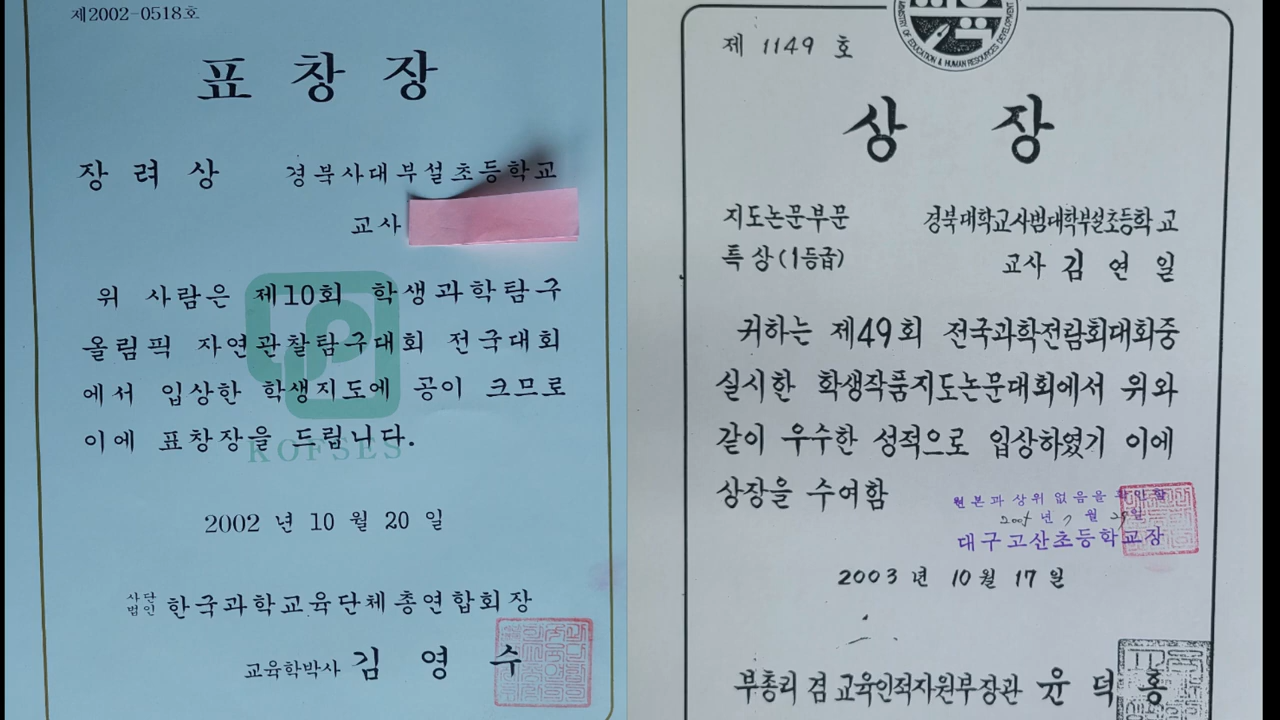 제2002-0518호
표 창 장
장 려 상 경북사대부설초등학교
교사
위 사람은 제10회 학생과학탐구
올림픽 자연관찰탐구대회 전국대회
에서 입상한 학생지도에 공이 크므로
이에 표창장을 드립니다.
KOFSES
2002 년 10 월 20 일
사단법인 한국과학교육단체총연합회장
교육학박사 김 영 수
MINISTRY OF EDUCATION & HUMAN RESOURCES DEVELOPMENT
제 1149 호
상 장
지도논문부문 경북대학교사범대학부설초등학교
특상(1등급) 교사 김 연 일
귀하는 제49회 전국과학전람회대회중
실시한 학생작품지도논문대회에서 위와
같이 우수한 성적으로 입상하였기 이에
상장을 수여함
원본과 상위 없음을 확인함
년 7 월 일
대구고산초등학교장
2003 년 10 월 17 일
부총리 겸 교육인적자원부장관 윤 덕 홍